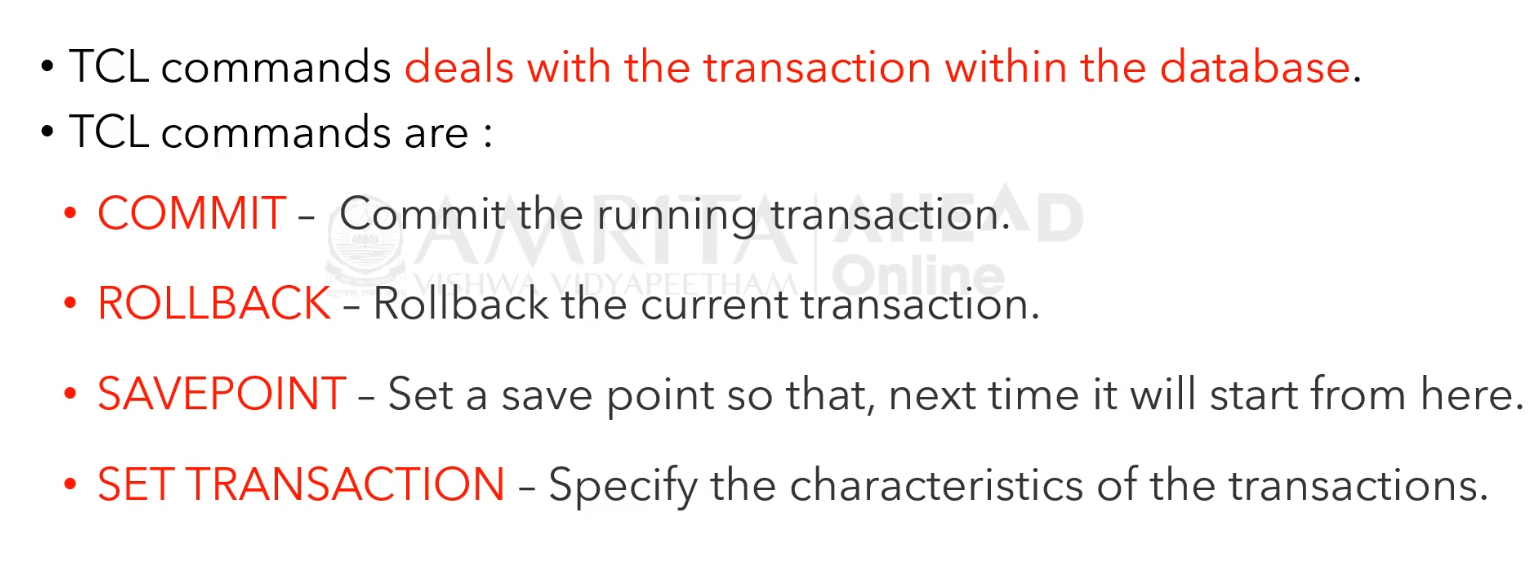 • TCL commands deals with the transaction within the database.
• TCL commands are :
• COMMIT – Commit the running transaction.
AMRITA AHEAD
VISHWA VIDYAPEETHAM Online
• ROLLBACK – Rollback the current transaction.
• SAVEPOINT – Set a save point so that, next time it will start from here.
• SET TRANSACTION – Specify the characteristics of the transactions.